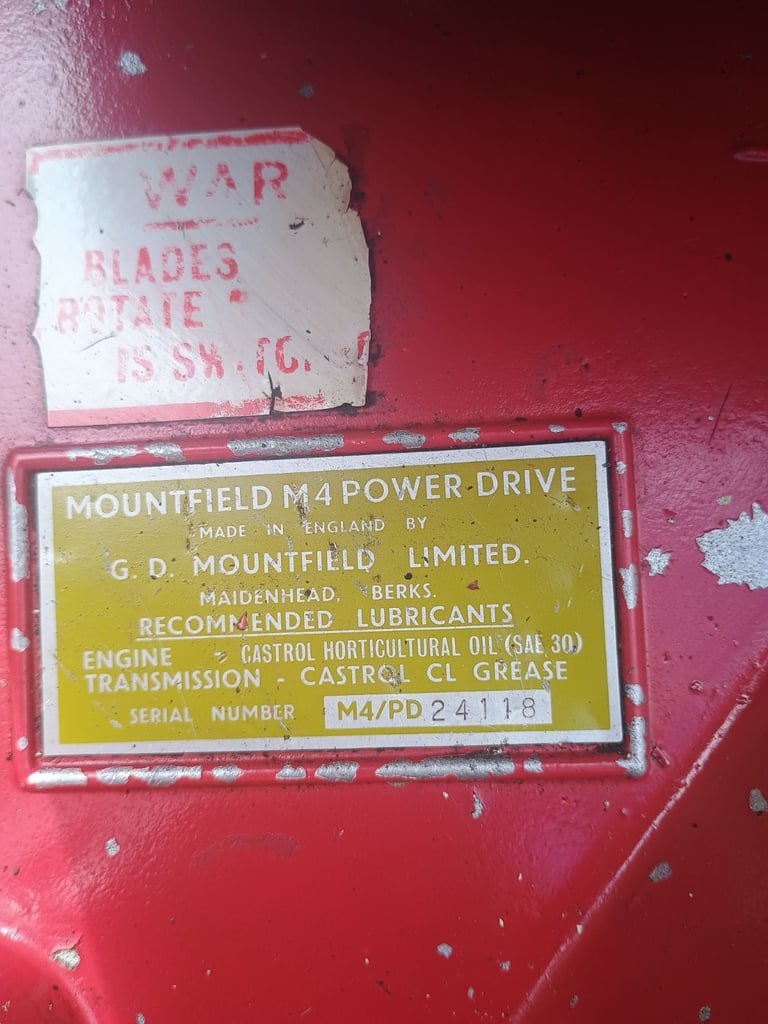 WAR
BLADES
ROTATE
IS
MOUNTFIELD M4 POWER DRIVE
MADE IN ENGLAND BY
G. D. MOUNTFIELD LIMITED.
MAIDENHEAD, BERKS.
RECOMMENDED LUBRICANTS
ENGINE - CASTROL HORTICULTURAL OIL (SAE 30)
TRANSMISSION - CASTROL CL GREASE
SERIAL NUMBER M4/PD 24118